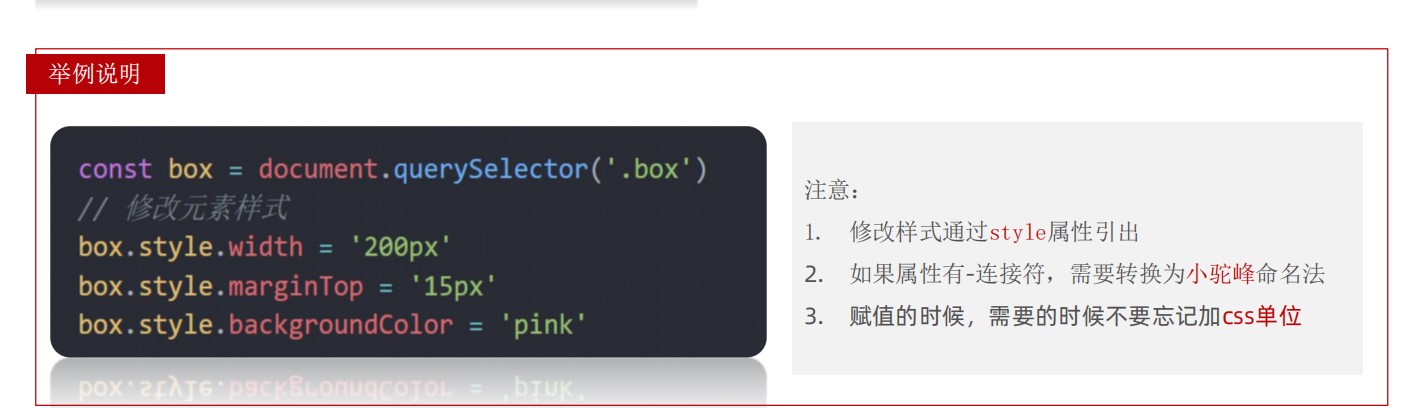 举例说明
const box = document.querySelector('.box')
// 修改元素样式
box.style.width = '200px'
box.style.marginTop = '15px'
box.style.backgroundColor = 'pink'
注意：
1. 修改样式通过style属性引出
2. 如果属性有-连接符，需要转换为小驼峰命名法
3. 赋值的时候，需要的时候不要忘记加css单位